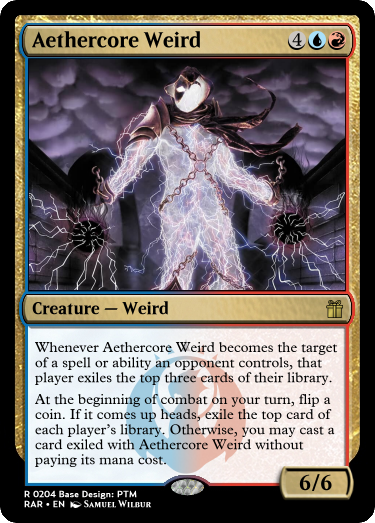 Aethercore Weird 4
Creature — Weird
Whenever Aethercore Weird becomes the target
of a spell or ability an opponent controls, that
player exiles the top three cards of their library.
At the beginning of combat on your turn, flip a
coin. If it comes up heads, exile the top card of
each player's library. Otherwise, you may cast a
card exiled with Aethercore Weird without
paying its mana cost.
6/6
R 0204 Base Design: PTM
RAR • EN Samuel Wilbur